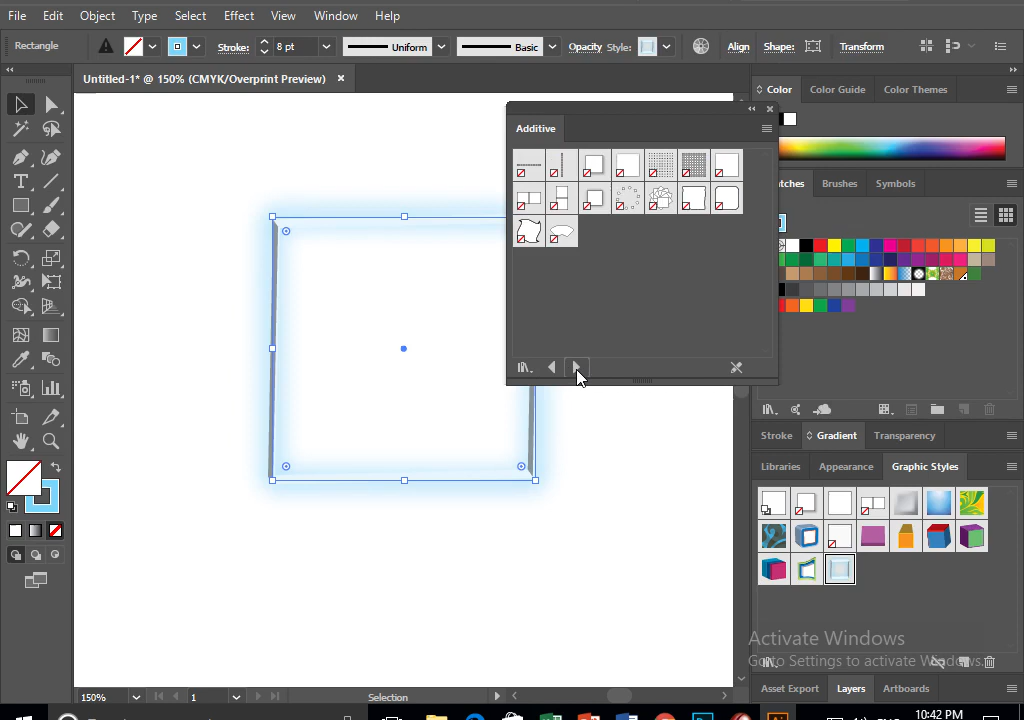 File Edit Object Type Select Effect View Window Help
Rectangle Stroke: 8 pt Uniform Basic Opacity Style: Align Shape: Transform
Untitled-1* @ 150% (CMYK/Overprint Preview)
Color Color Guide Color Themes
Additive
Brushes Symbols
Stroke Gradient Transparency
Libraries Appearance Graphic Styles
Activate Windows
Go to Settings to activate Windows.
Asset Export Layers Artboards
150% 1 Selection
10:42 PM